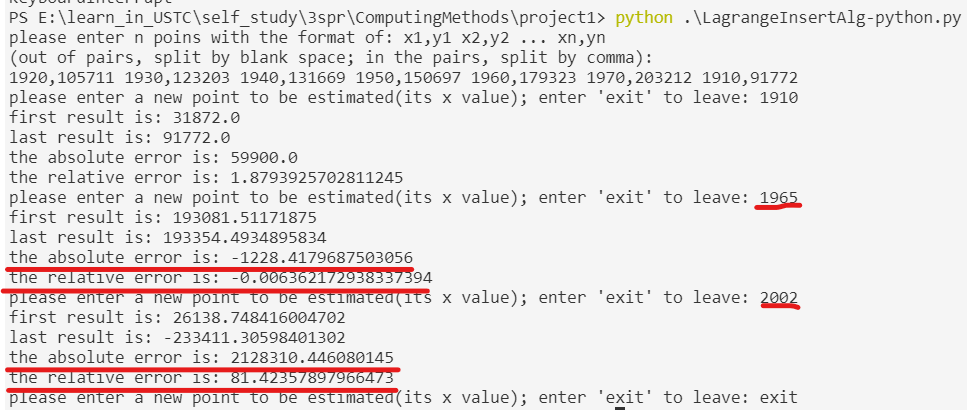 KeyboardInterrupt
PS E:\learn_in_USTC\self_study\3spr\ComputingMethods\project1> python .\LagrangeInsertAlg-python.py
please enter n poins with the format of: x1,y1 x2,y2 ... xn,yn
(out of pairs, split by blank space; in the pairs, split by comma):
1920,105711 1930,123203 1940,131669 1950,150697 1960,179323 1970,203212 1910,91772
please enter a new point to be estimated(its x value); enter 'exit' to leave: 1910
first result is: 31872.0
last result is: 91772.0
the absolute error is: 59900.0
the relative error is: 1.8793925702811245
please enter a new point to be estimated(its x value); enter 'exit' to leave: 1965
first result is: 193081.51171875
last result is: 193354.4934895834
the absolute error is: -1228.4179687503056
the relative error is: -0.006362172938337394
please enter a new point to be estimated(its x value); enter 'exit' to leave: 2002
first result is: 26138.748416004702
last result is: -233411.30598401302
the absolute error is: 2128310.446080145
the relative error is: 81.42357897966473
please enter a new point to be estimated(its x value); enter 'exit' to leave: exit